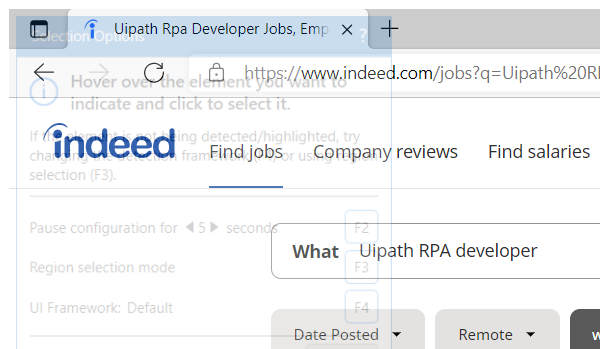 Uipath Rpa Developer Jobs, Emp
Selection Options ?
https://www.indeed.com/jobs?q=Uipath%20R
Hover over the element you want to
indicate and click to select it.
If the element is not being detected/highlighted, try
changing the detection framework (F4) or using region
selection (F3).
indeed
Find jobs Company reviews Find salaries
Pause configuration for 5 seconds F2
What Uipath RPA developer
Region selection mode F3
UI Framework: Default F4
Date Posted Remote